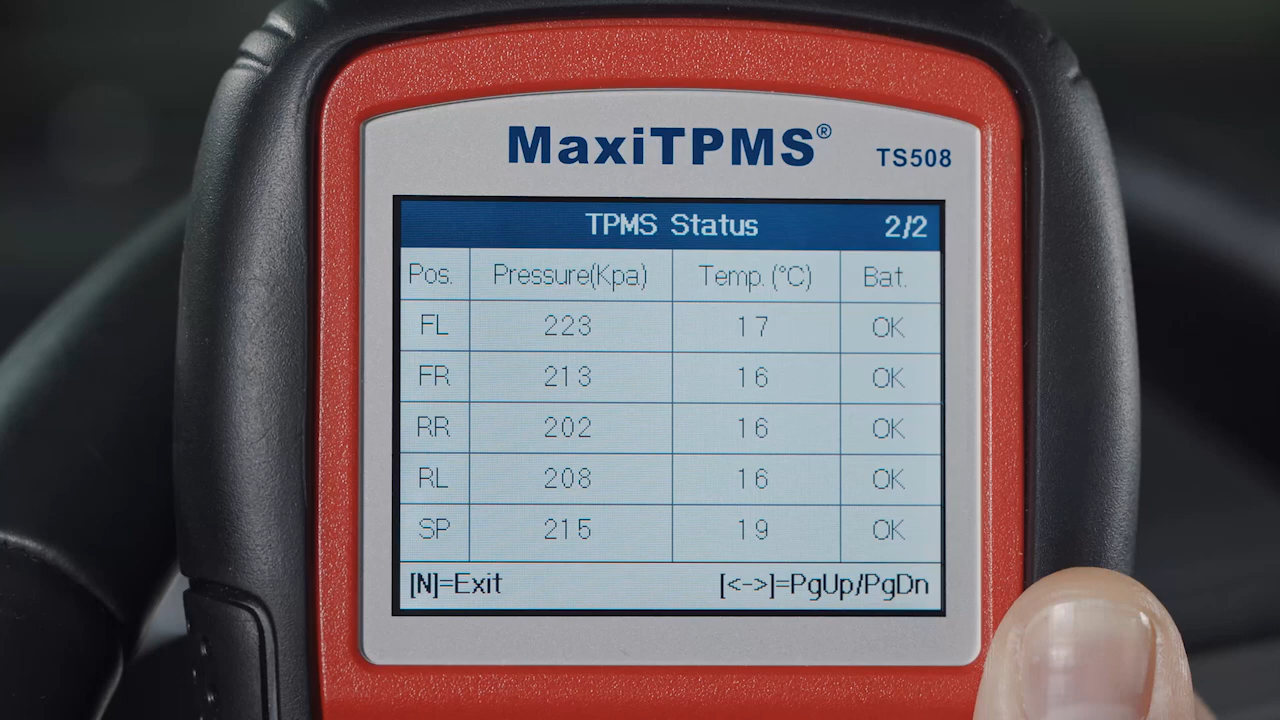 MaxiTPMS®
TS508
TPMS Status 2/2
Pos. Pressure(Kpa) Temp.(°C) Bat.
FL 223 17 OK
FR 213 16 OK
RR 202 16 OK
RL 208 16 OK
SP 215 19 OK
[N]=Exit [<->]=PgUp/PgDn